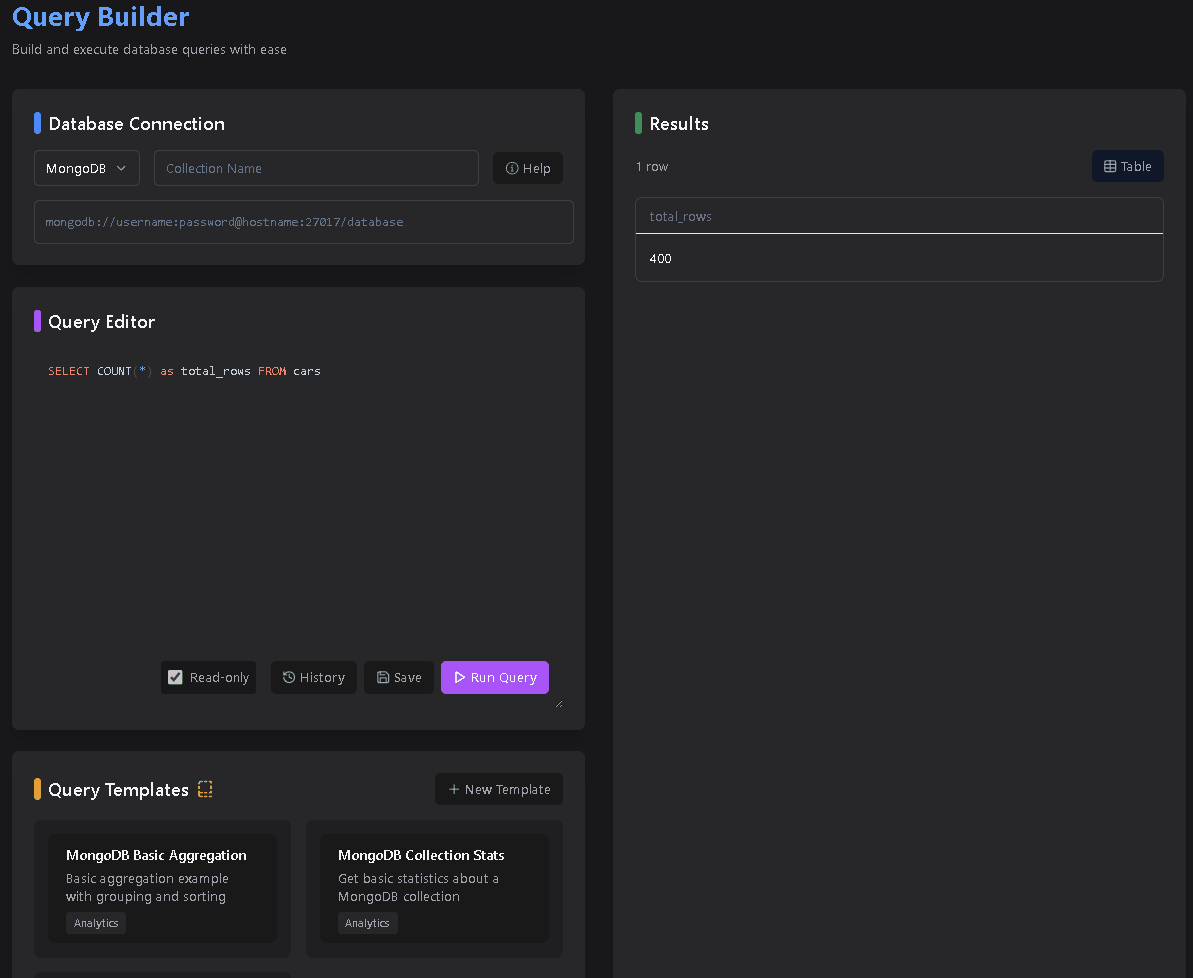 Query Builder
Build and execute database queries with ease
Database Connection
MongoDB
Collection Name
Help
mongodb://username:password@hostname:27017/database
Query Editor
SELECT COUNT(*) as total_rows FROM cars
Read-only
History
Save
Run Query
Query Templates
New Template
MongoDB Basic Aggregation
Basic aggregation example
with grouping and sorting
Analytics
MongoDB Collection Stats
Get basic statistics about a
MongoDB collection
Analytics
Results
1 row
Table
total_rows
400